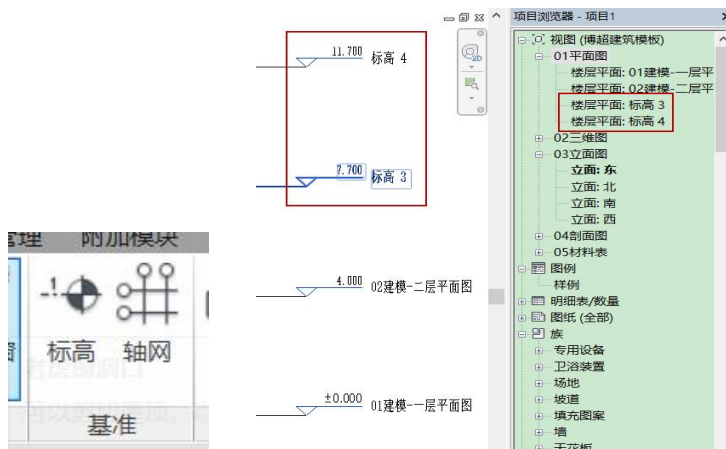 管理 附加模块
标高 轴网
基准
11.700 标高 4
7.700 标高 3
4.000 02建模-二层平面图
±0.000 01建模-一层平面图
项目浏览器 - 项目1
视图 (博超建筑模板)
01平面图
楼层平面: 01建模-一层平
楼层平面: 02建模-二层平
楼层平面: 标高 3
楼层平面: 标高 4
02三维图
03立面图
立面: 东
立面: 北
立面: 南
立面: 西
04剖面图
05材料表
图例
样例
明细表/数量
图纸 (全部)
族
专用设备
卫浴装置
场地
坡道
填充图案
墙
天花板